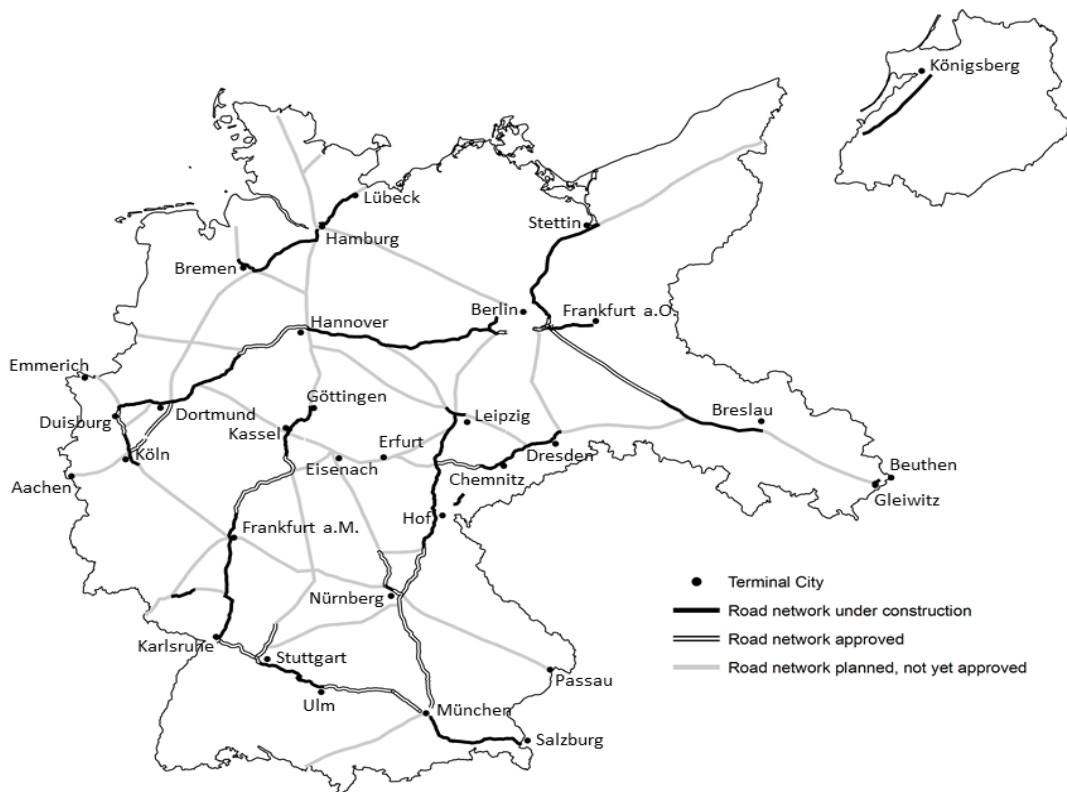 Königsberg
Lübeck
Stettin
Hamburg
Bremen
Berlin
Frankfurt a.O.
Hannover
Emmerich
Göttingen
Breslau
Duisburg
Dortmund
Leipzig
Kassel
Erfurt
Köln
Eisenach
Dresden
Beuthen
Aachen
Chemnitz
Gleiwitz
Hof
Frankfurt a.M.
Terminal City
Nürnberg
Road network under construction
Karlsruhe
Road network approved
Stuttgart
Road network planned, not yet approved
Passau
Ulm
München
Salzburg